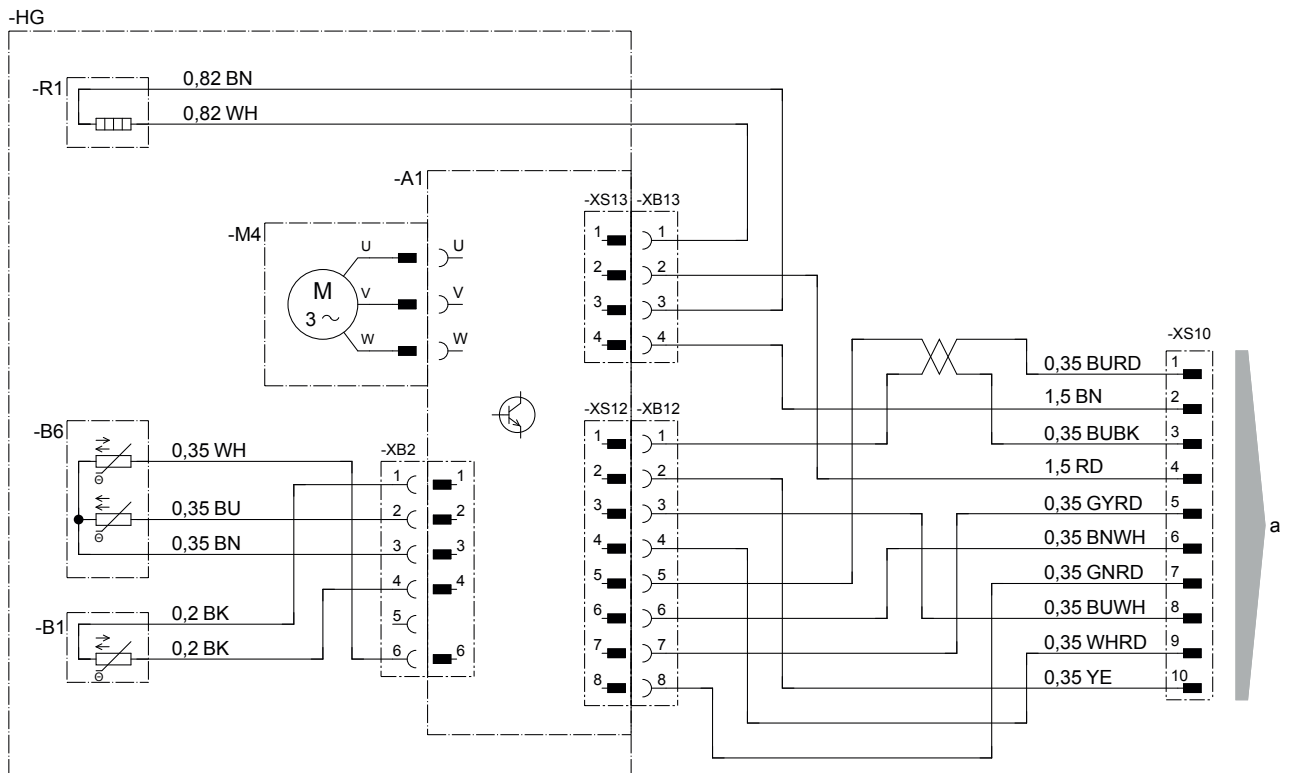 -HG
-R1
0,82 BN
0,82 WH
-A1
-XS13 -XB13
1 1
2 2
3 3
4 4
-M4
M
3 ~
U U
V V
W W
-XS10
1 0,35 BURD
2 1,5 BN
3 0,35 BUBK
4 1,5 RD
5 0,35 GYRD
6 0,35 BNWH
7 0,35 GNRD
8 0,35 BUWH
9 0,35 WHRD
10 0,35 YE
a
-XS12 -XB12
1 1
2 2
3 3
4 4
5 5
6 6
7 7
8 8
-B6
0,35 WH
0,35 BU
0,35 BN
Θ
Θ
-XB2
1 1
2 2
3 3
4 4
5
6 6
-B1
0,2 BK
0,2 BK
Θ